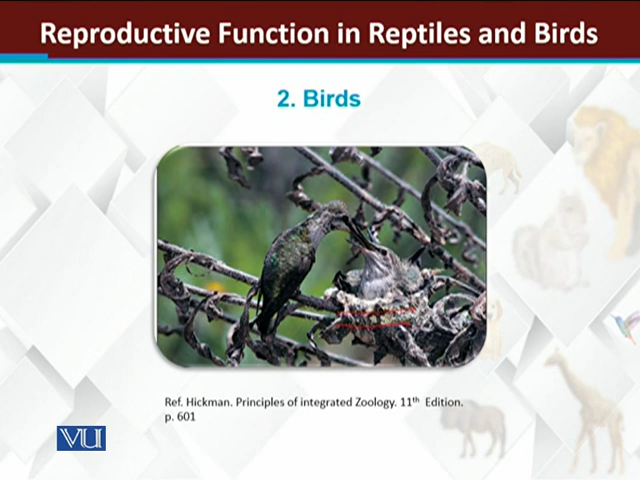 Reproductive Function in Reptiles and Birds
2. Birds
Ref. Hickman. Principles of integrated Zoology. 11th Edition.
p. 601
VU